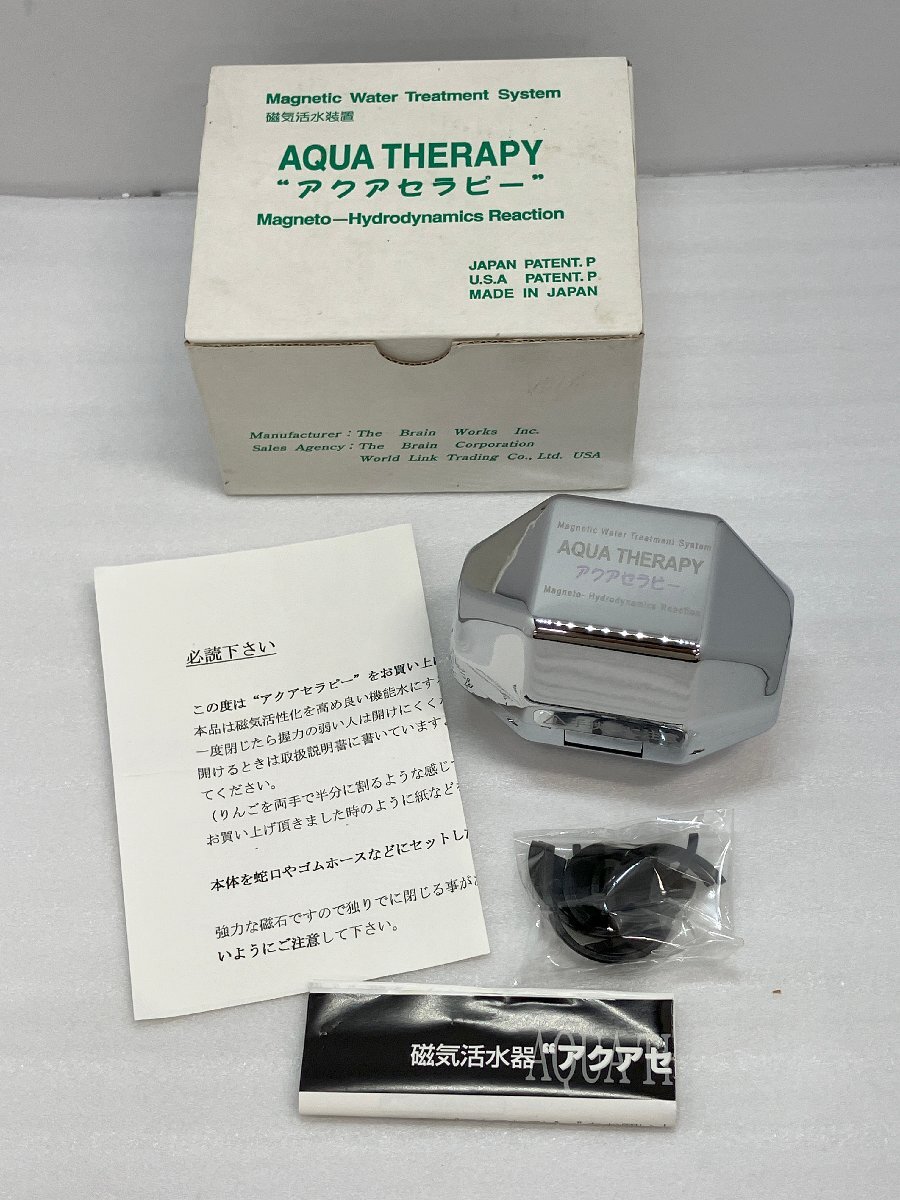 Magnetic Water Treatment System
磁気活水装置
AQUA THERAPY
“アクアセラピー”
Magneto—Hydrodynamics Reaction
JAPAN PATENT. P
U.S.A PATENT. P
MADE IN JAPAN
Manufacturer : The Brain Works Inc.
Sales Agency : The Brain Corporation
World Link Trading Co., Ltd. USA
Magnetic Water Treatment System
AQUA THERAPY
アクアセラピー
Magneto- Hydrodynamics Reaction
必読下さい
この度は“アクアセラピー”をお買い上げ
本品は磁気活性化を高め良い機能水にす
一度閉じたら握力の弱い人は開けにくく
開けるときは取扱説明書に書いています
てください。
(りんごを両手で半分に割るような感じ
お買い上げ頂きました時のように紙など
本体を蛇口やゴムホースなどにセットした
強力な磁石ですので独りでに閉じる事が
いようにご注意して下さい。
磁気活水器 “アクアセ
AQUA TH